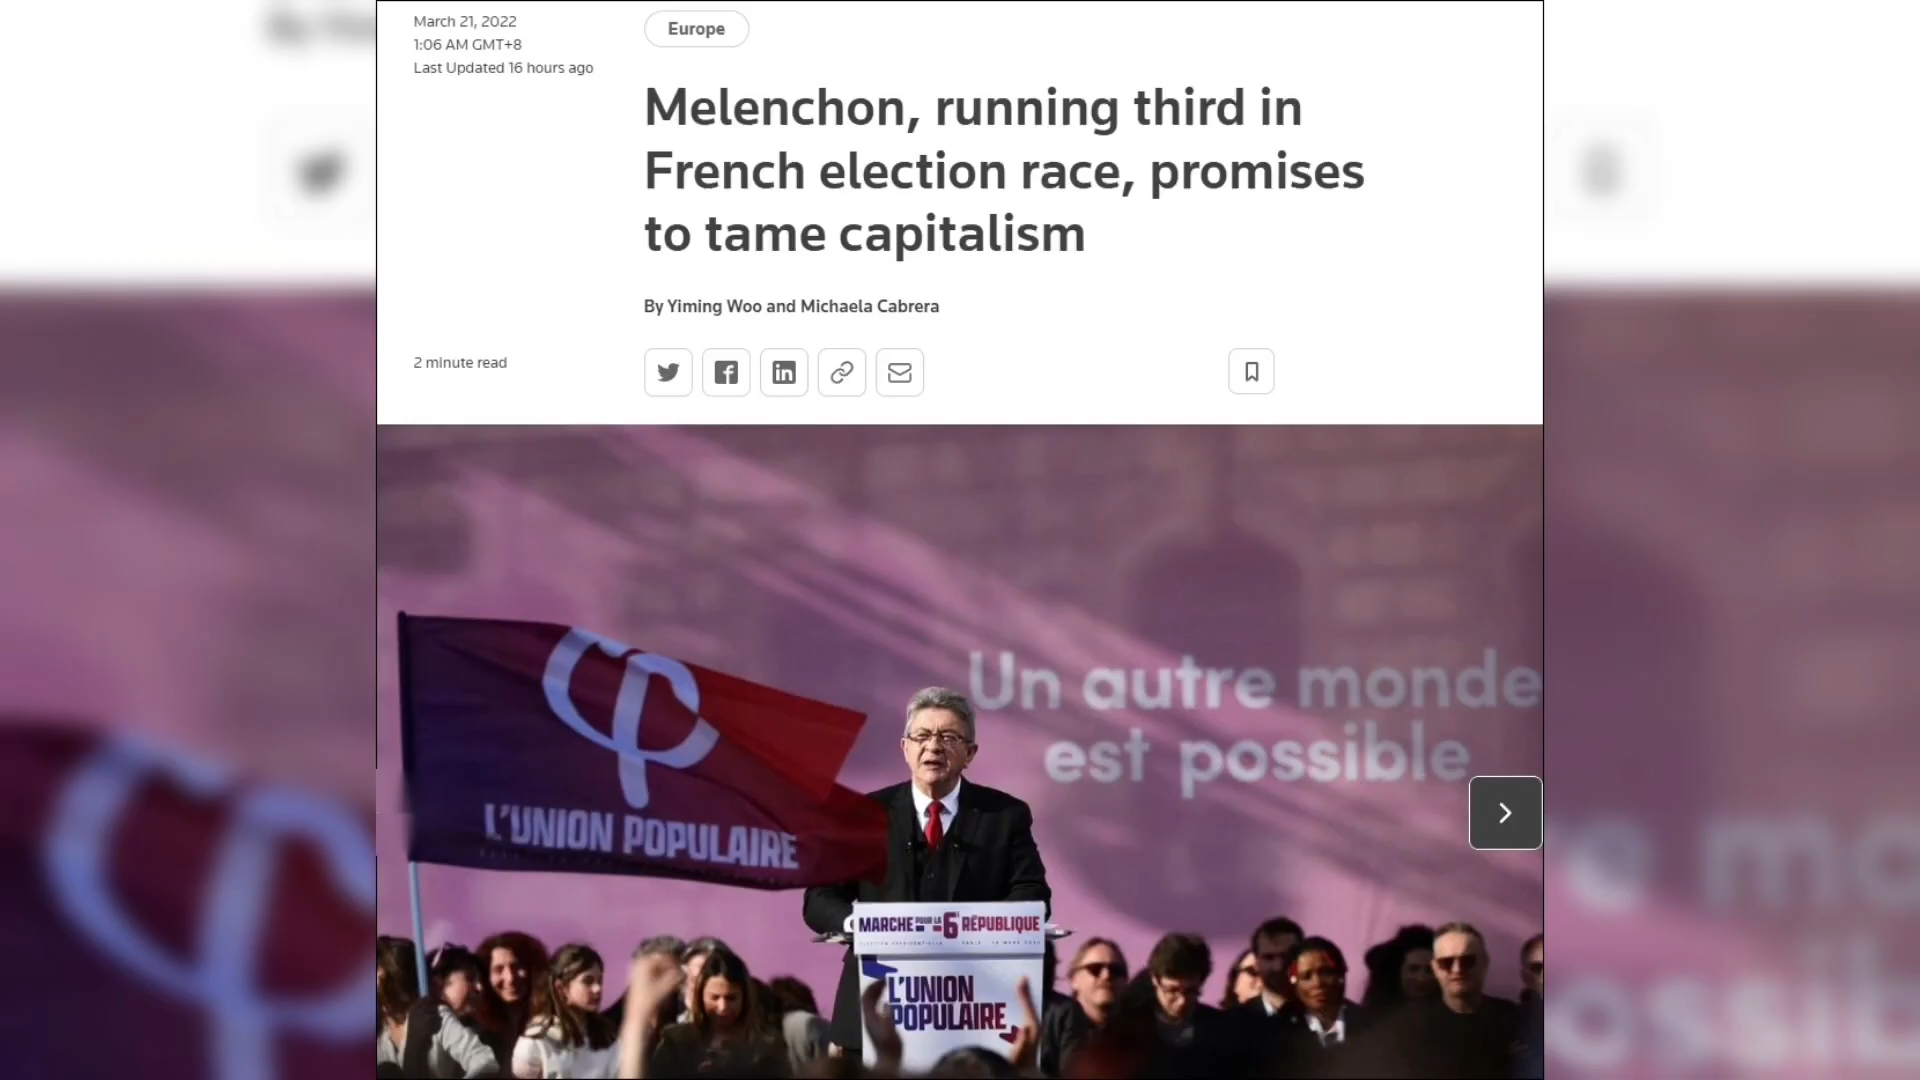 March 21, 2022
1:06 AM GMT+8
Last Updated 16 hours ago
Europe
Melenchon, running third in
French election race, promises
to tame capitalism
By Yiming Woo and Michaela Cabrera
2 minute read
Un autre monde
est possible
L'UNION POPULAIRE
MARCHE POUR LA 6E RÉPUBLIQUE
L'UNION
POPULAIRE